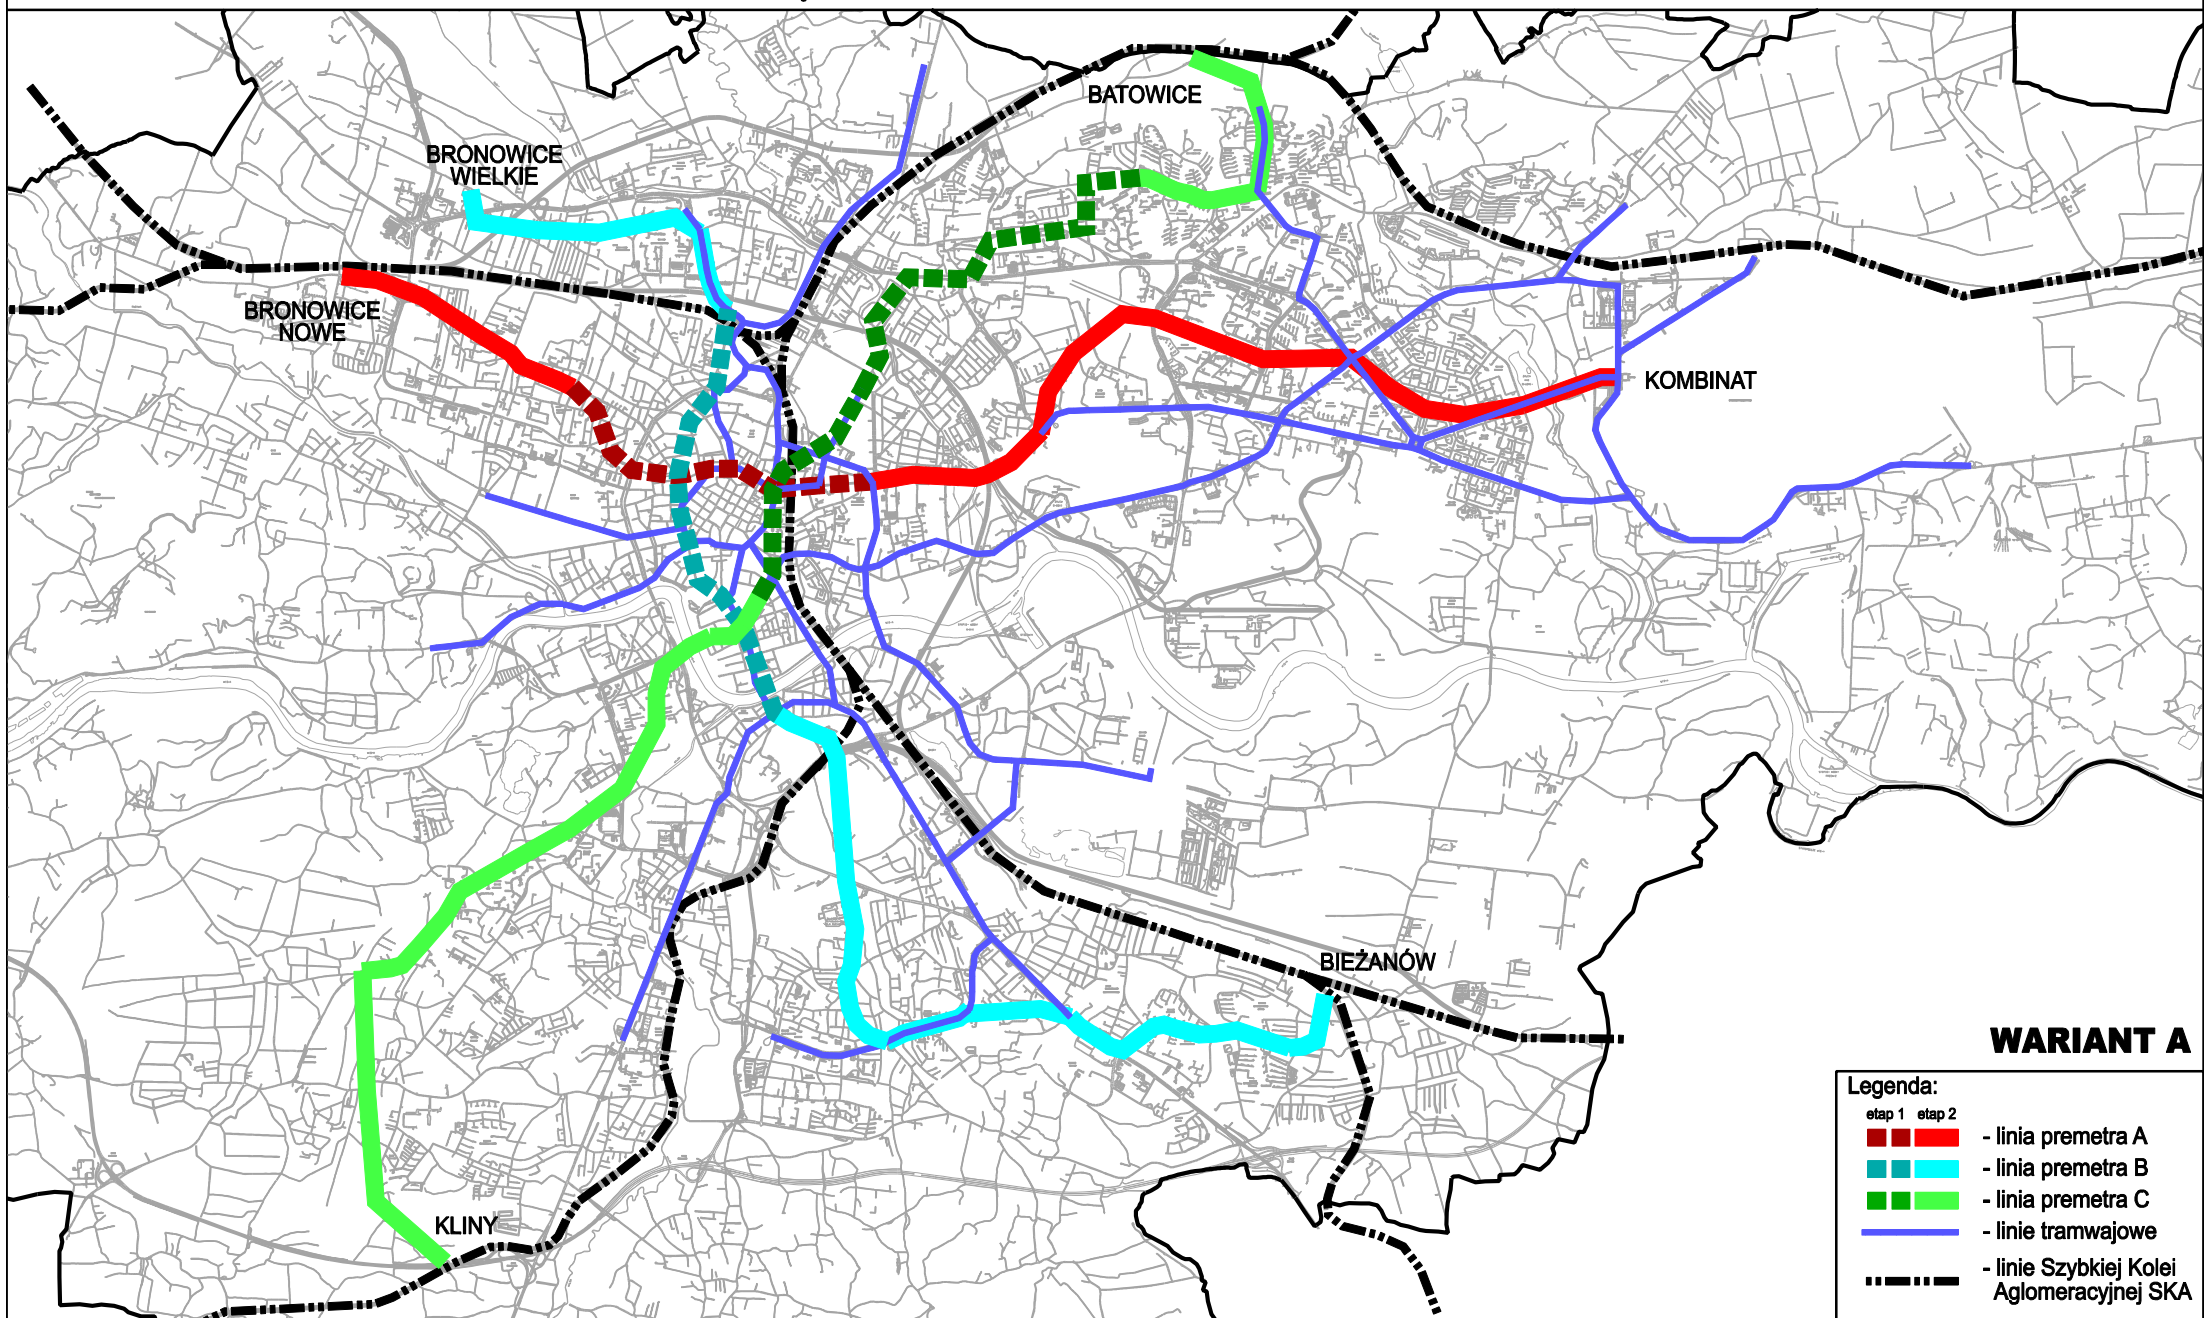 BATOWICE
BRONOWICE
WIELKIE
BRONOWICE
NOWE
KOMBINAT
BIEŻANÓW
KLINY
WARIANT A
Legenda:
etap 1 etap 2
- linia premetra A
- linia premetra B
- linia premetra C
- linie tramwajowe
- linie Szybkiej Kolei
Aglomeracyjnej SKA